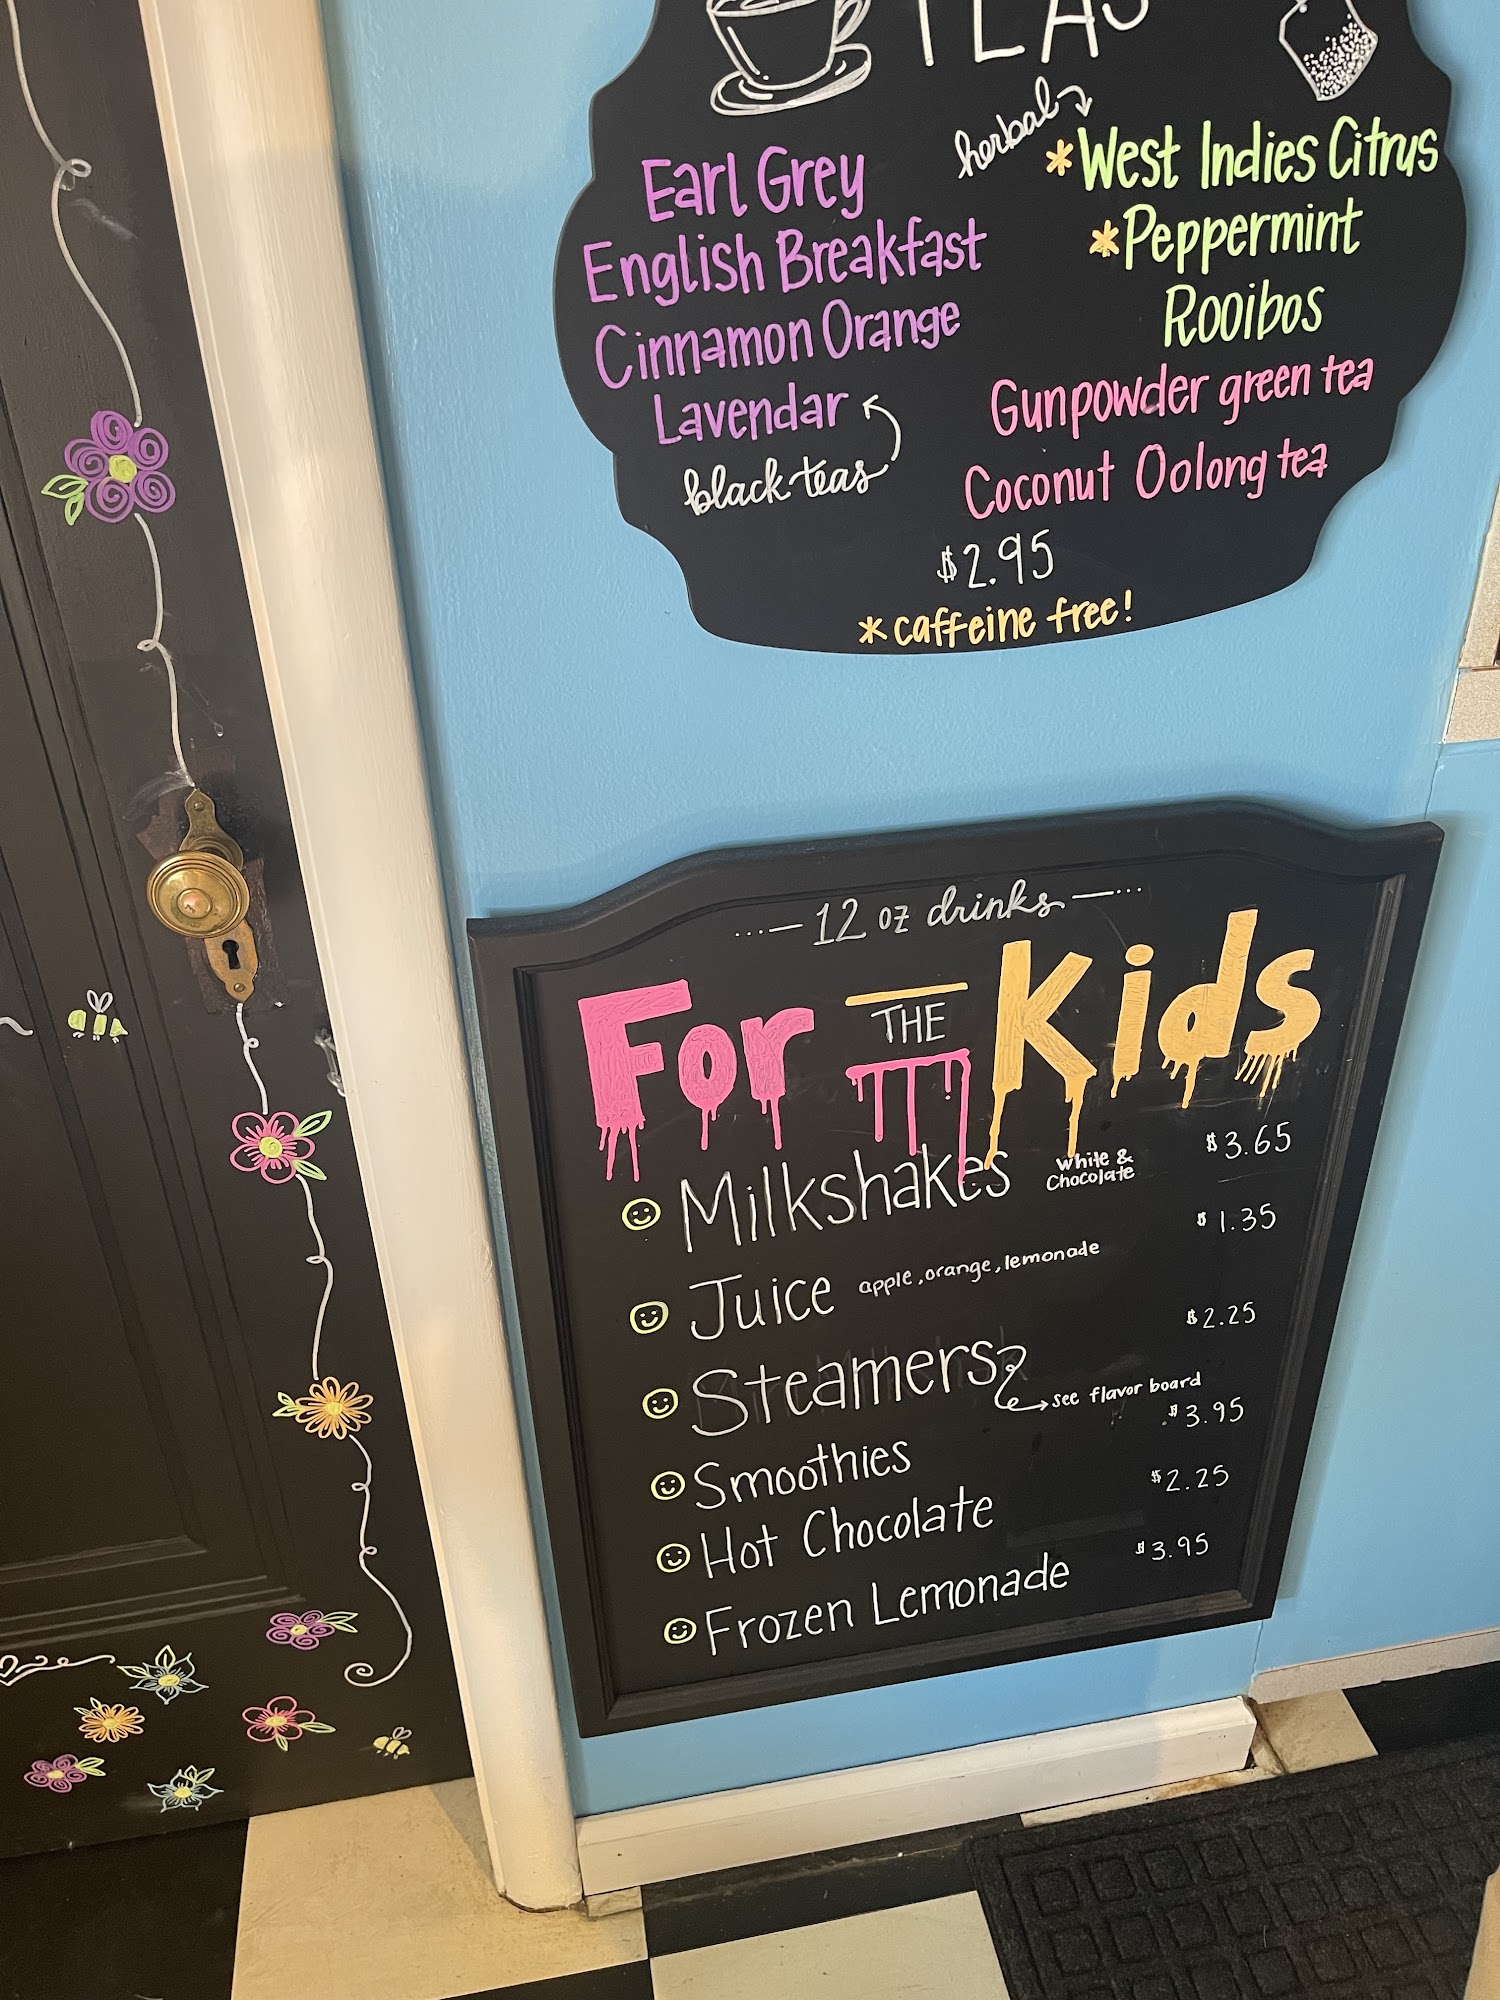 TEAS
Earl Grey
English Breakfast
Cinnamon Orange
Lavendar
black teas
herbal
*West Indies Citrus
*Peppermint
Rooibos
Gunpowder green tea
Coconut Oolong tea
$2.95
*caffeine free!
12 oz drinks
For THE Kids
Milkshakes White & Chocolate $3.65
Juice apple, orange, lemonade $1.35
Steamers see flavor board $2.25
Smoothies $3.95
Hot Chocolate $2.25
Frozen Lemonade $3.95